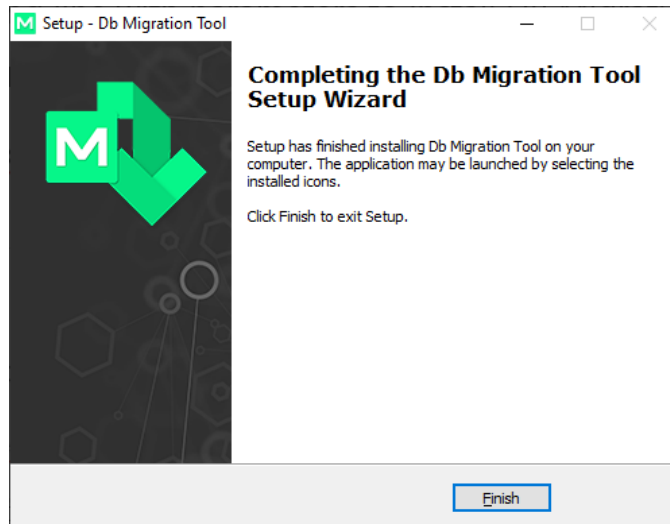 Setup - Db Migration Tool
M
Completing the Db Migration Tool
Setup Wizard
Setup has finished installing Db Migration Tool on your
computer. The application may be launched by selecting the
installed icons.
Click Finish to exit Setup.
M
Finish